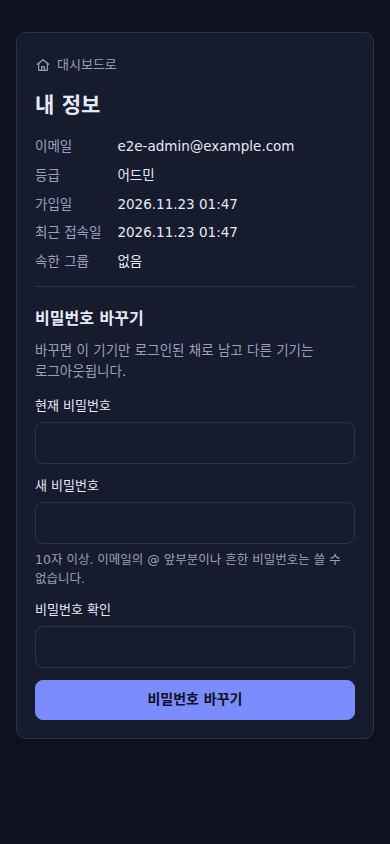 대시보드로
내 정보
이메일 e2e-admin@example.com
등급 어드민
가입일 2026.11.23 01:47
최근 접속일 2026.11.23 01:47
속한 그룹 없음
비밀번호 바꾸기
바꾸면 이 기기만 로그인된 채로 남고 다른 기기는
로그아웃됩니다.
현재 비밀번호
새 비밀번호
10자 이상. 이메일의 @ 앞부분이나 흔한 비밀번호는 쓸 수
없습니다.
비밀번호 확인
비밀번호 바꾸기